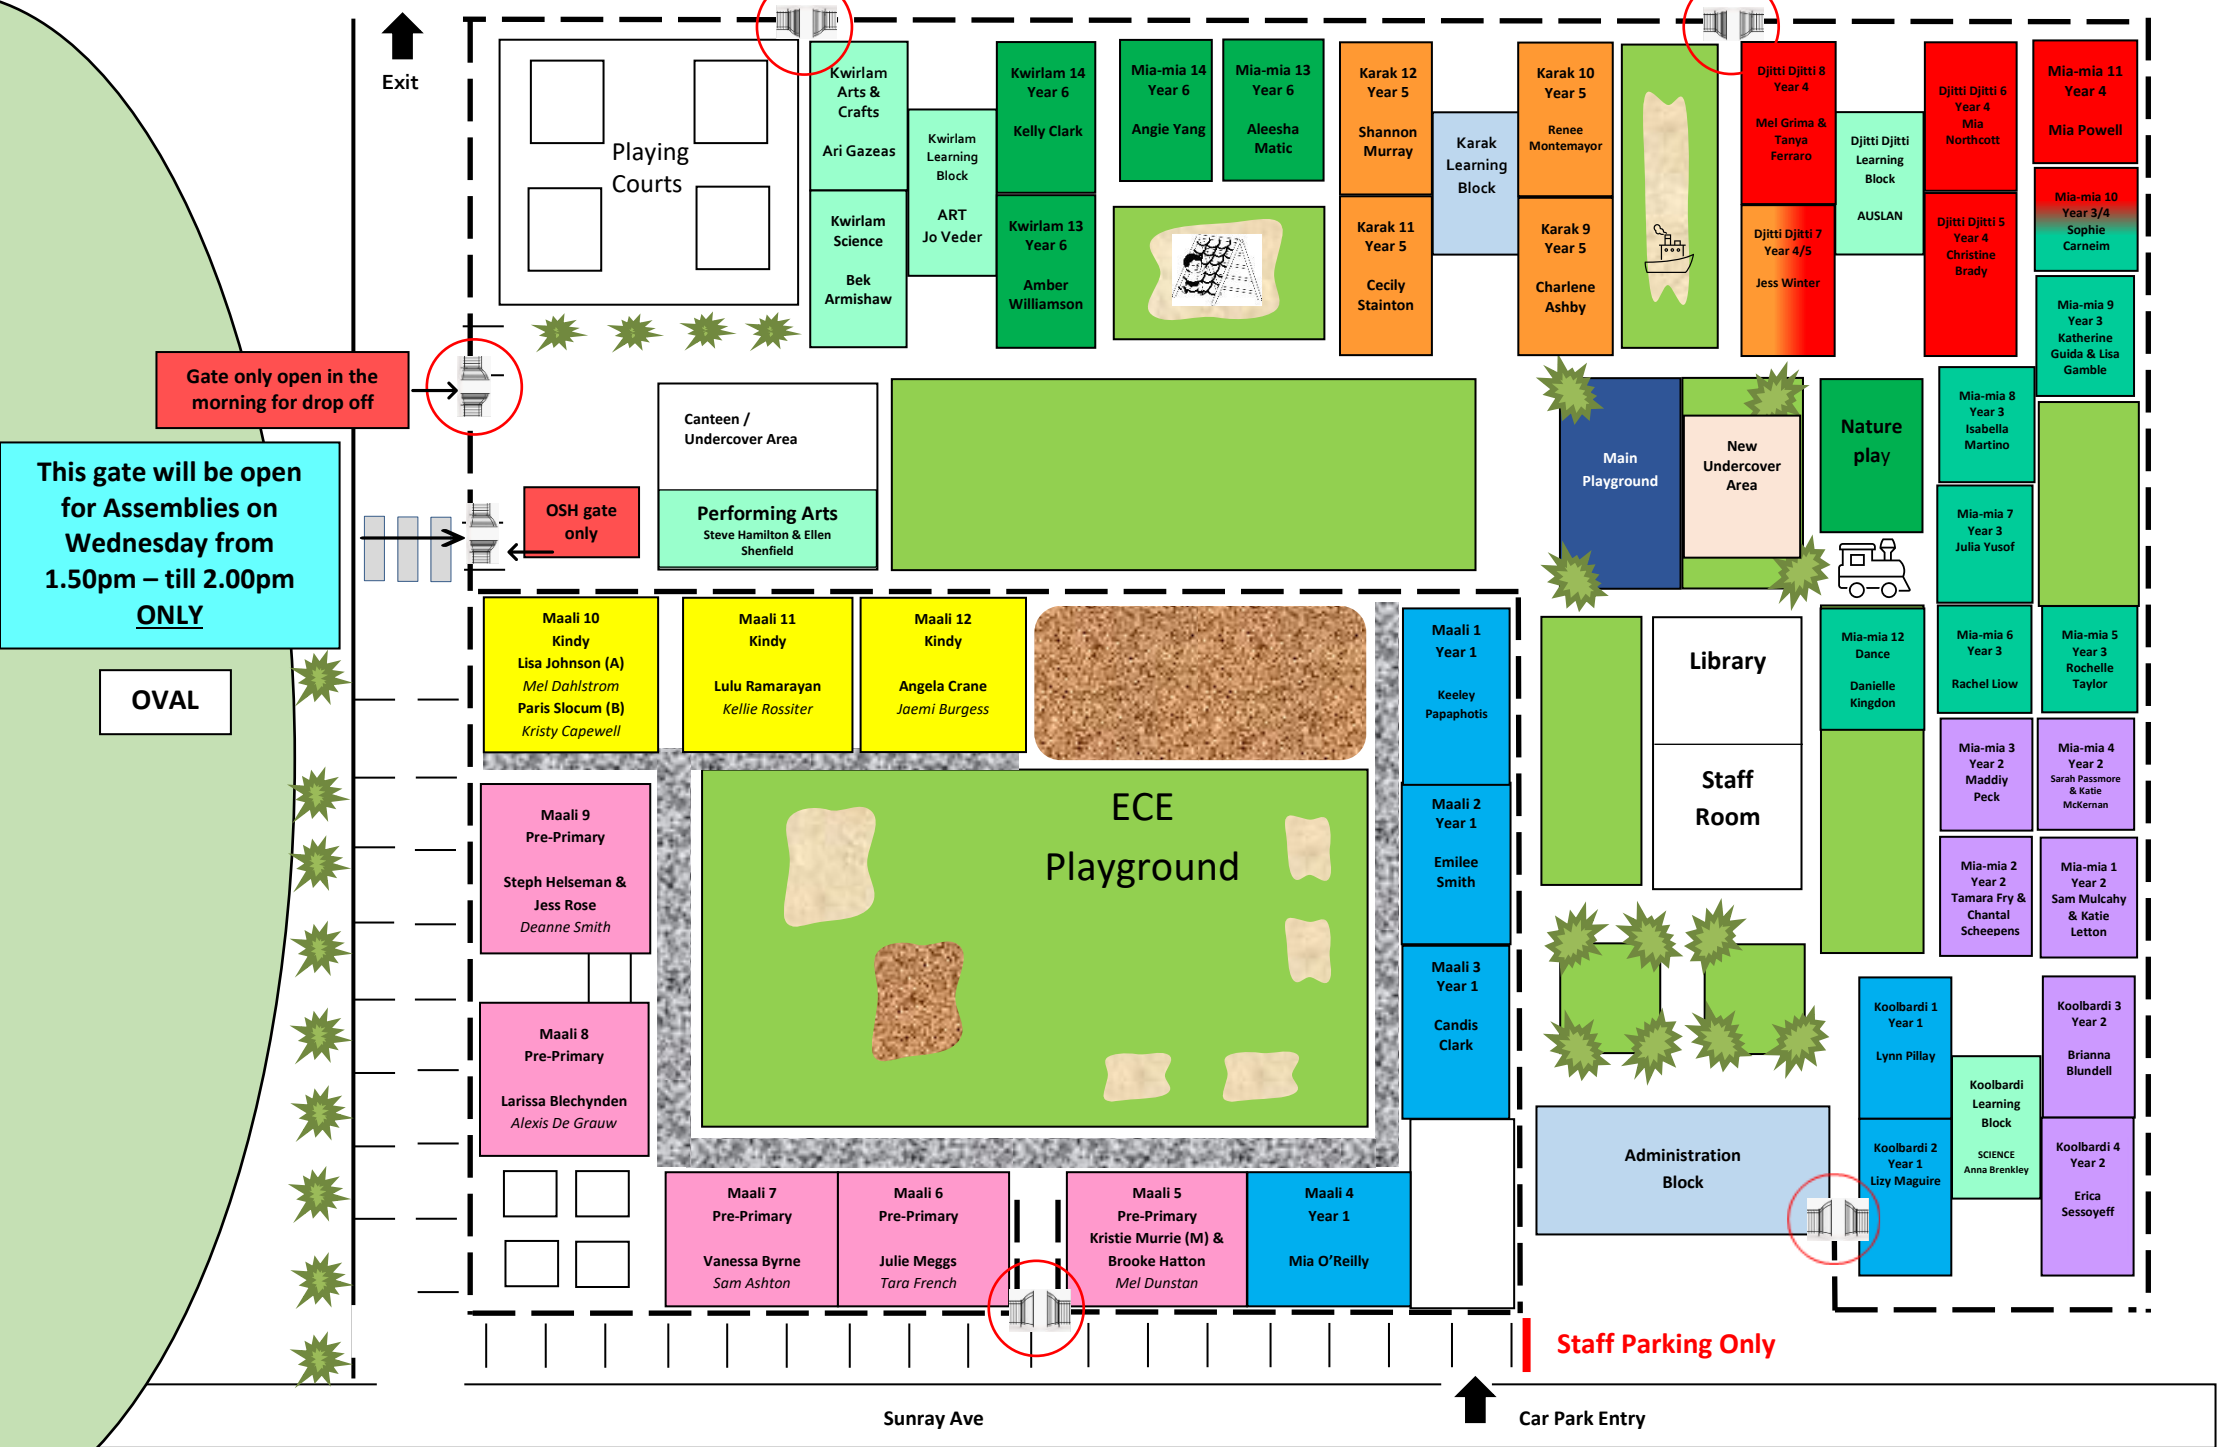 Exit
Playing
Courts
Kwirlam
Arts &
Crafts
Ari Gazeas
Kwirlam
Science
Bek
Armishaw
Kwirlam
Learning
Block
ART
Jo Veder
Kwirlam 14
Year 6
Kelly Clark
Kwirlam 13
Year 6
Amber
Williamson
Mia-mia 14
Year 6
Angie Yang
Mia-mia 13
Year 6
Aleesha
Matic
Karak 12
Year 5
Shannon
Murray
Karak 11
Year 5
Cecily
Stainton
Karak
Learning
Block
Karak 10
Year 5
Renee
Montemayor
Karak 9
Year 5
Charlene
Ashby
Djitti Djitti 8
Year 4
Mel Grima &
Tanya
Ferraro
Djitti Djitti 7
Year 4/5
Jess Winter
Djitti Djitti
Learning
Block
AUSLAN
Djitti Djitti 6
Year 4
Mia
Northcott
Djitti Djitti 5
Year 4
Christine
Brady
Mia-mia 11
Year 4
Mia Powell
Mia-mia 10
Year 3/4
Sophie
Carneim
Mia-mia 9
Year 3
Katherine
Guida & Lisa
Gamble
Gate only open in the
morning for drop off
This gate will be open
for Assemblies on
Wednesday from
1.50pm – till 2.00pm
ONLY
OVAL
OSH gate
only
Canteen /
Undercover Area
Performing Arts
Steve Hamilton & Ellen
Shenfield
Main
Playground
New
Undercover
Area
Nature
play
Mia-mia 8
Year 3
Isabella
Martino
Mia-mia 7
Year 3
Julia Yusof
Maali 10
Kindy
Lisa Johnson (A)
Mel Dahlstrom
Paris Slocum (B)
Kristy Capewell
Maali 11
Kindy
Lulu Ramarayan
Kellie Rossiter
Maali 12
Kindy
Angela Crane
Jaemi Burgess
Maali 1
Year 1
Keeley
Papaphotis
Library
Staff
Room
Mia-mia 12
Dance
Danielle
Kingdon
Mia-mia 6
Year 3
Rachel Liow
Mia-mia 5
Year 3
Rochelle
Taylor
Mia-mia 3
Year 2
Maddiy
Peck
Mia-mia 4
Year 2
Sarah Passmore
& Katie
McKernan
Maali 9
Pre-Primary
Steph Helseman &
Jess Rose
Deanne Smith
ECE
Playground
Maali 2
Year 1
Emilee
Smith
Mia-mia 2
Year 2
Tamara Fry &
Chantal
Scheepens
Mia-mia 1
Year 2
Sam Mulcahy
& Katie
Letton
Maali 8
Pre-Primary
Larissa Blechynden
Alexis De Grauw
Maali 3
Year 1
Candis
Clark
Koolbardi 1
Year 1
Lynn Pillay
Koolbardi 3
Year 2
Brianna
Blundell
Koolbardi
Learning
Block
SCIENCE
Anna Brenkley
Koolbardi 2
Year 1
Lizy Maguire
Koolbardi 4
Year 2
Erica
Sessoyeff
Administration
Block
Maali 7
Pre-Primary
Vanessa Byrne
Sam Ashton
Maali 6
Pre-Primary
Julie Meggs
Tara French
Maali 5
Pre-Primary
Kristie Murrie (M) &
Brooke Hatton
Mel Dunstan
Maali 4
Year 1
Mia O’Reilly
Staff Parking Only
Sunray Ave
Car Park Entry